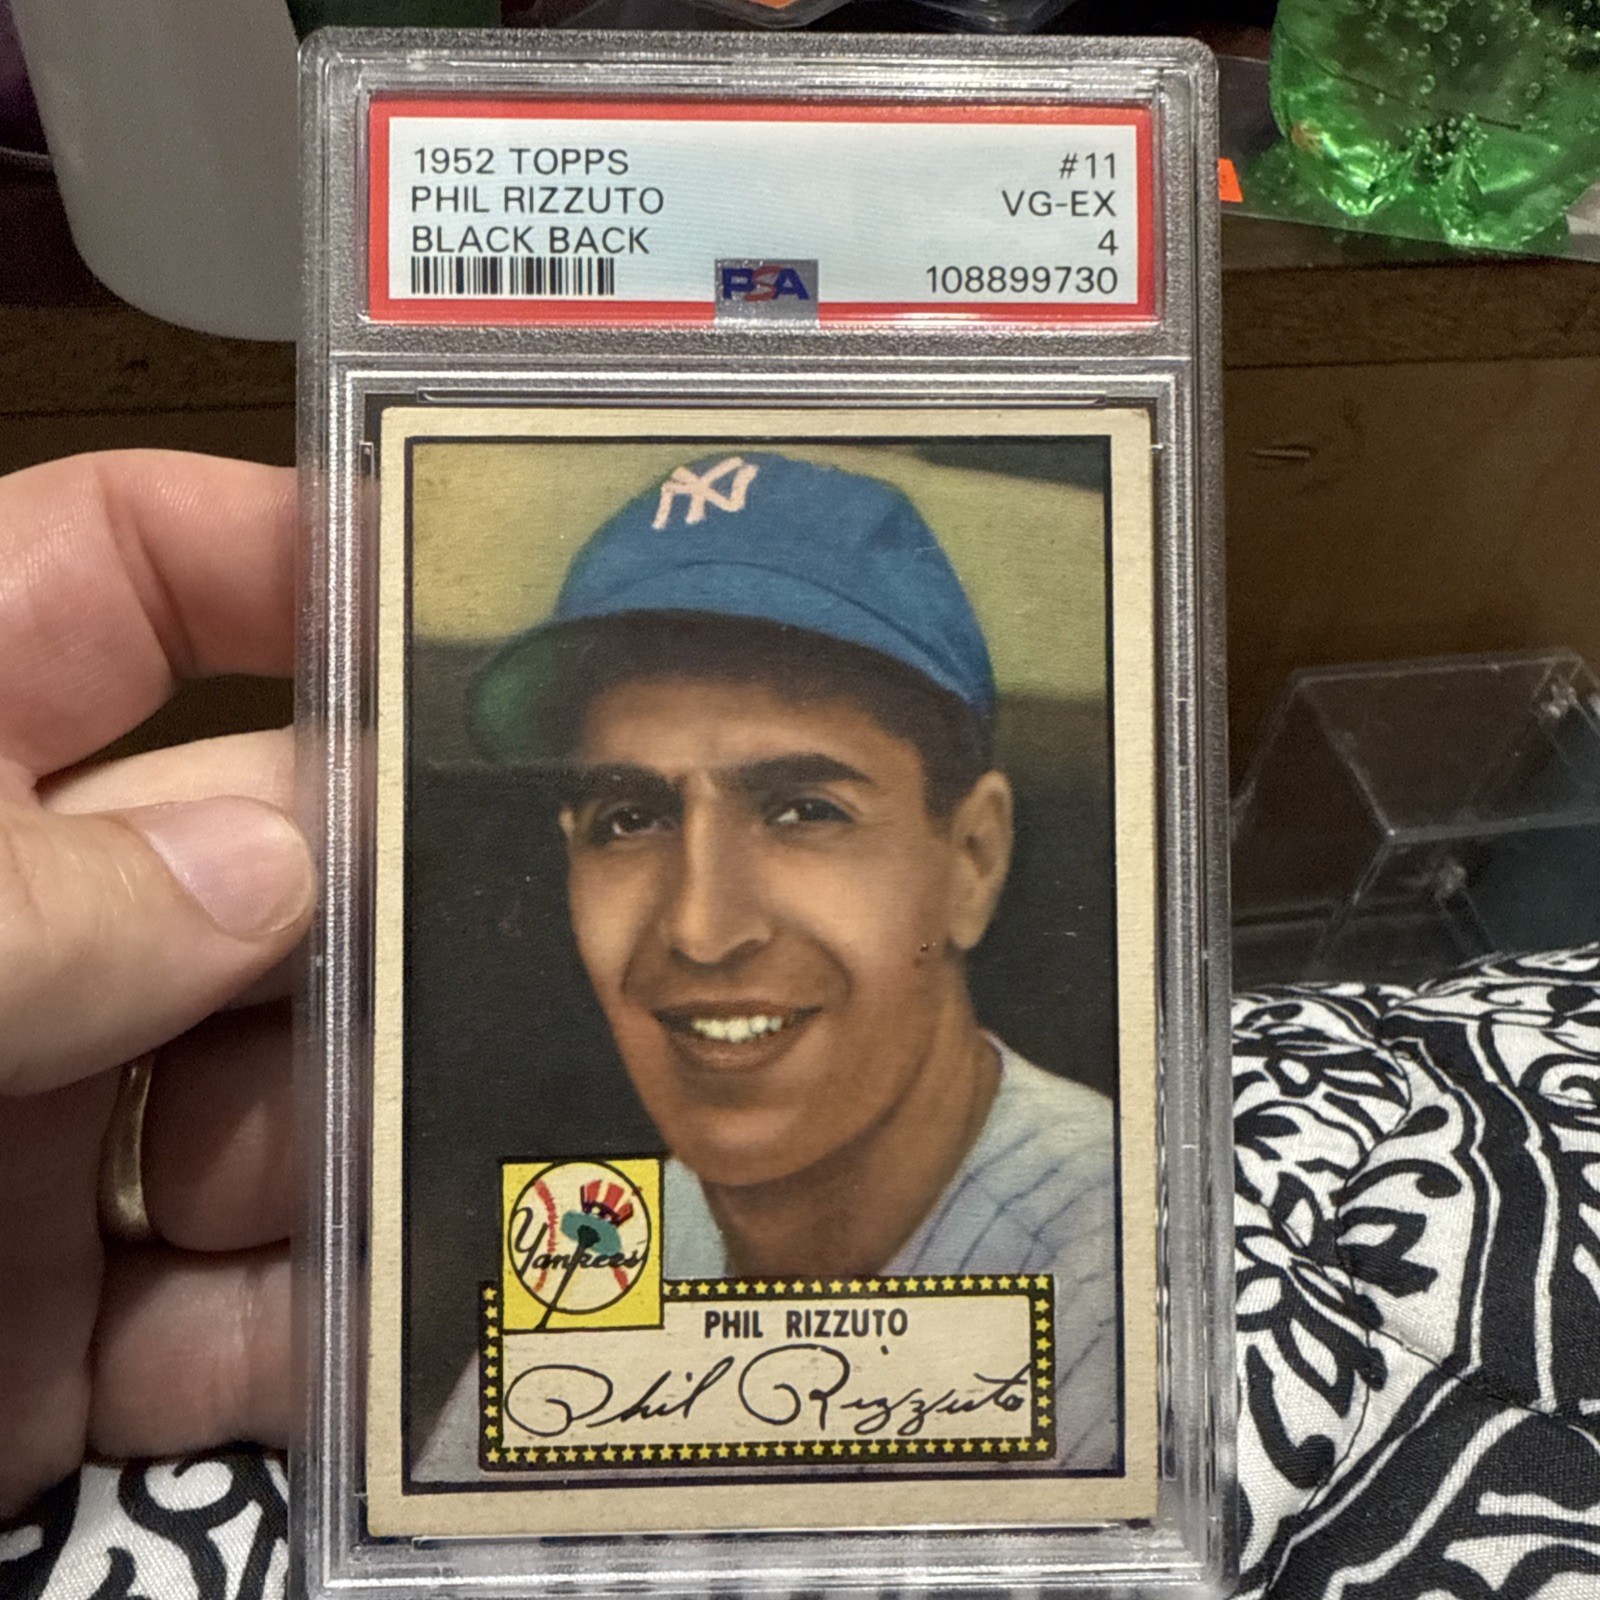 1952 TOPPS #11
PHIL RIZZUTO VG-EX
BLACK BACK 4
PSA 108899730
NY
Yankees
PHIL RIZZUTO
Phil Rizzuto